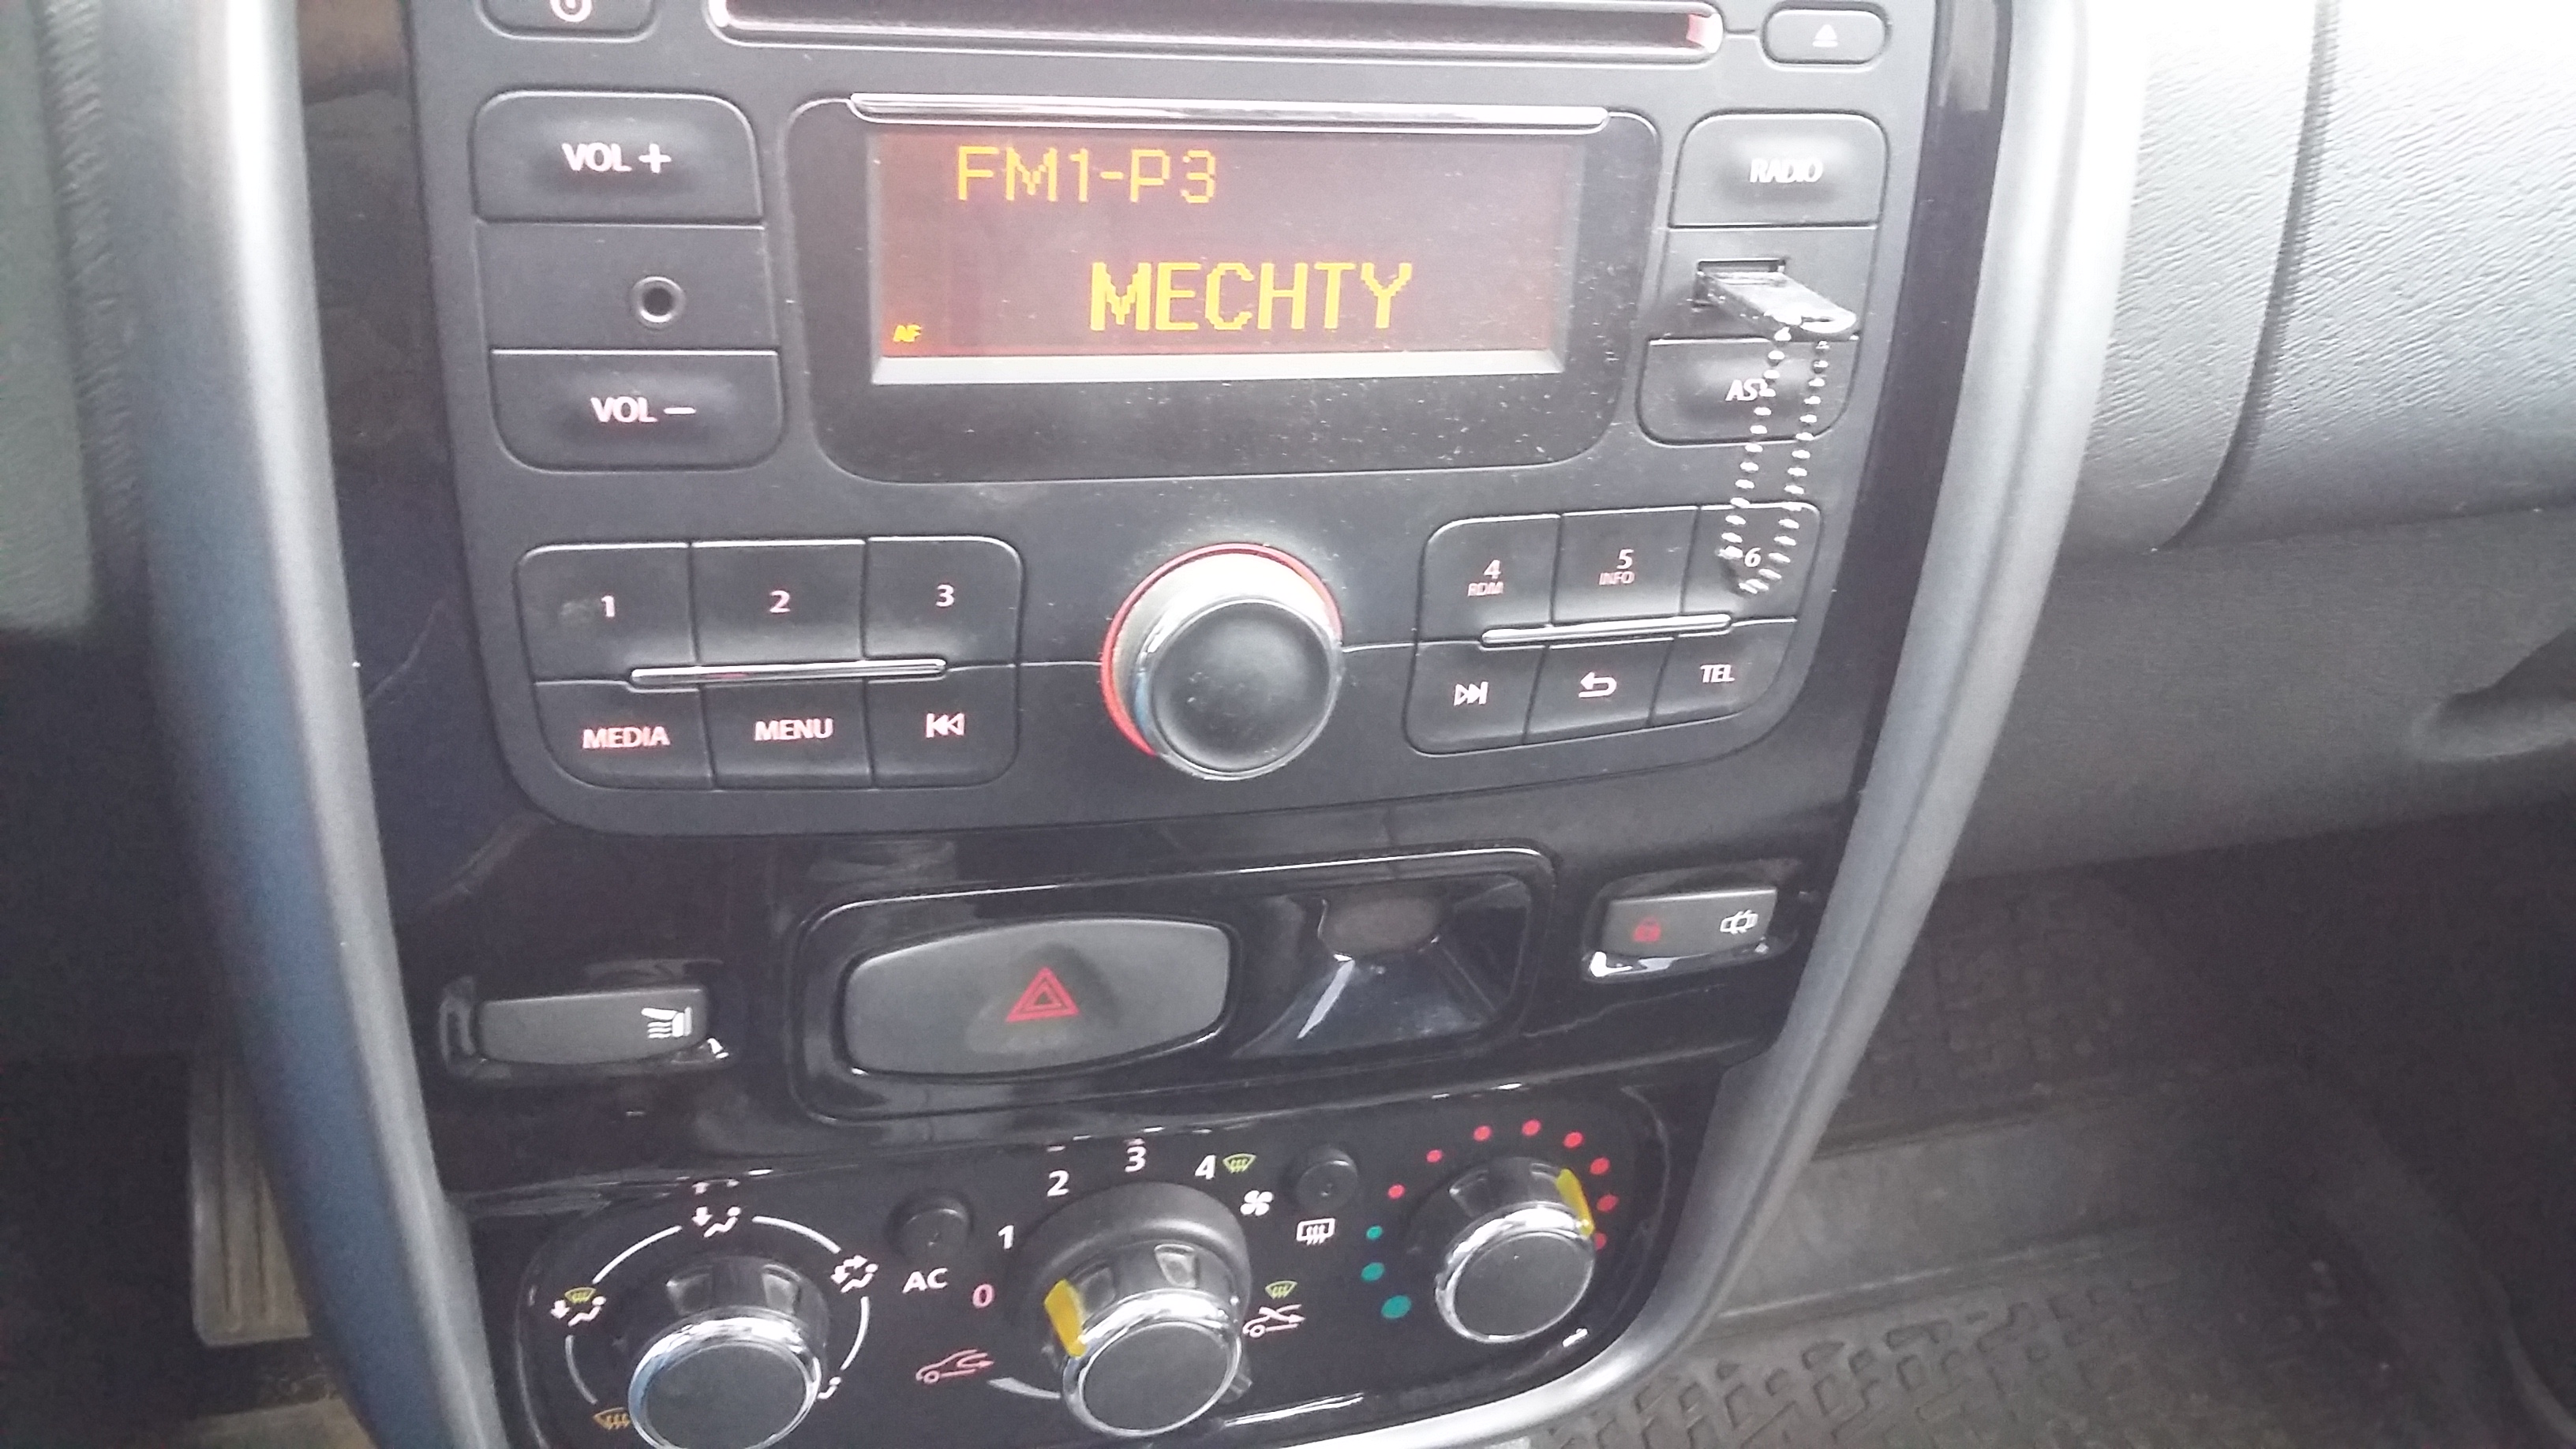 VOL +
FM1-P3
RADIO
MECHTY
AF
VOL –
AS
1
2
3
4
RDM
5
INFO
6
MEDIA
MENU
TEL
0
1
2
3
4
AC